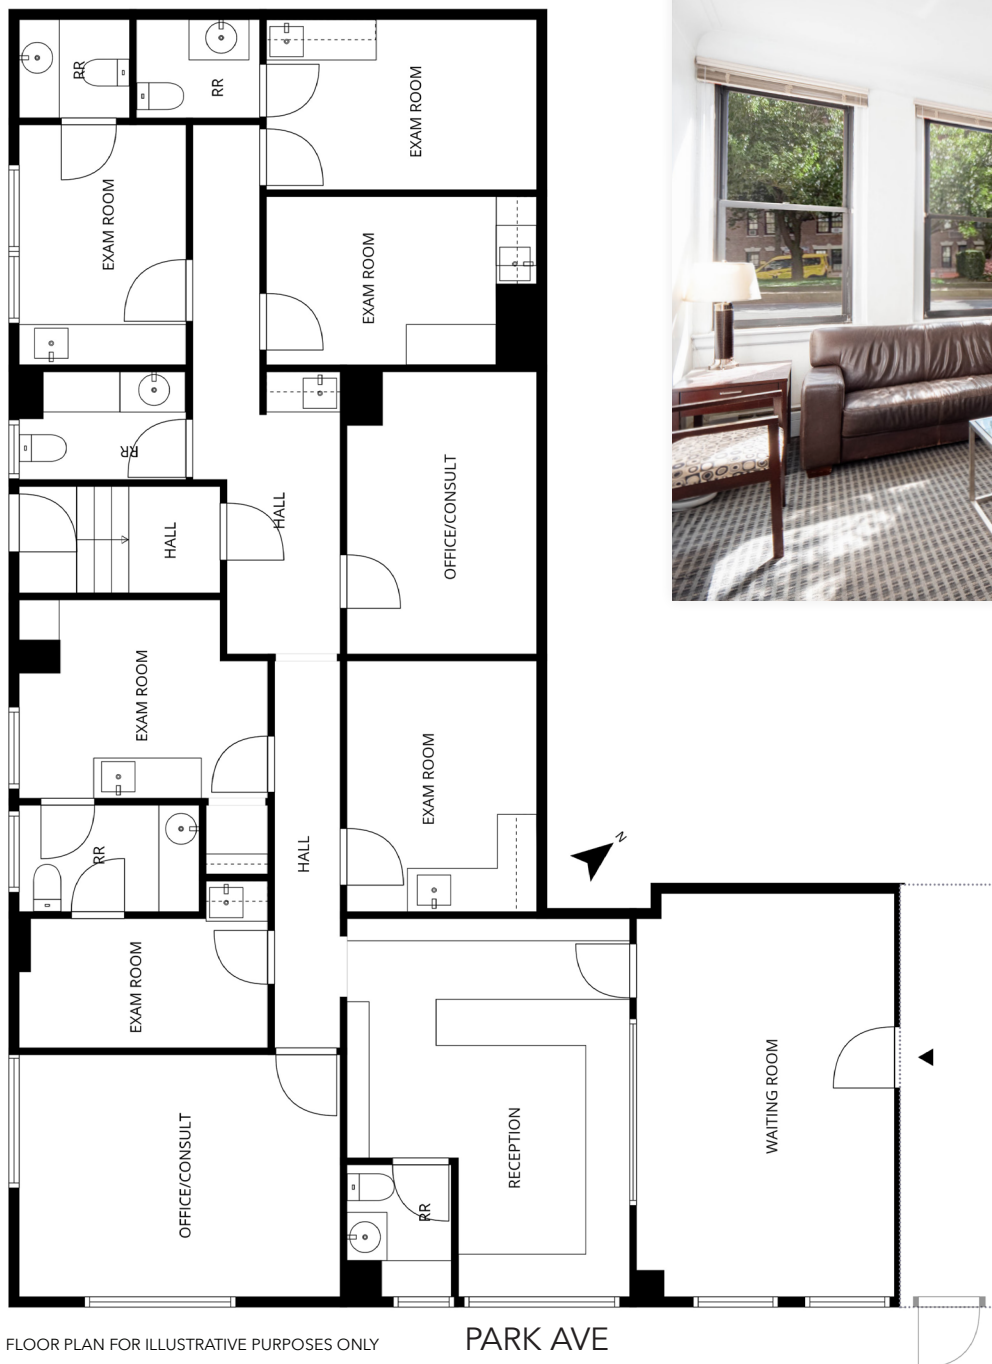 RR
RR
EXAM ROOM
EXAM ROOM
EXAM ROOM
RR
HALL
HALL
OFFICE/CONSULT
EXAM ROOM
EXAM ROOM
RR
HALL
N
EXAM ROOM
OFFICE/CONSULT
RECEPTION
RR
WAITING ROOM
FLOOR PLAN FOR ILLUSTRATIVE PURPOSES ONLY
PARK AVE